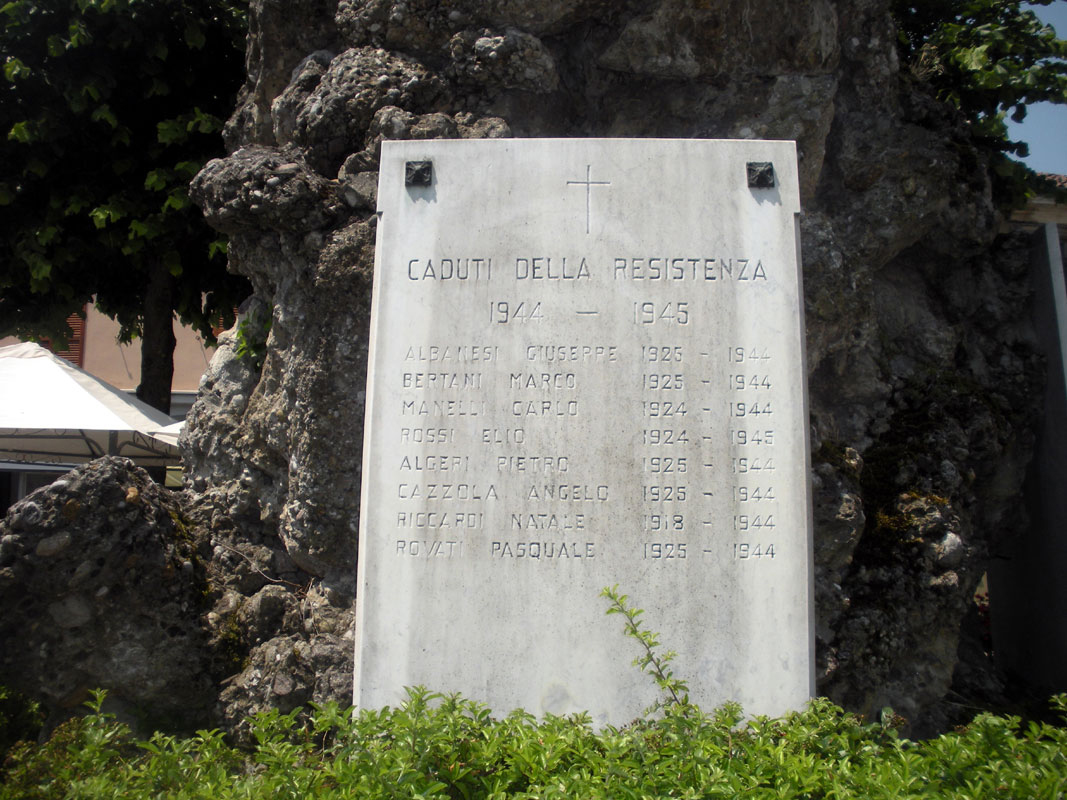 CADUTI DELLA RESISTENZA
1944 – 1945
ALBANESI GIUSEPPE 1925 - 1944
BERTANI MARCO 1925 - 1944
MANELLI CARLO 1924 - 1944
ROSSI ELIO 1924 - 1945
ALGERI PIETRO 1925 - 1944
CAZZOLA ANGELO 1925 - 1944
RICCARDI NATALE 1918 - 1944
ROVATI PASQUALE 1925 - 1944